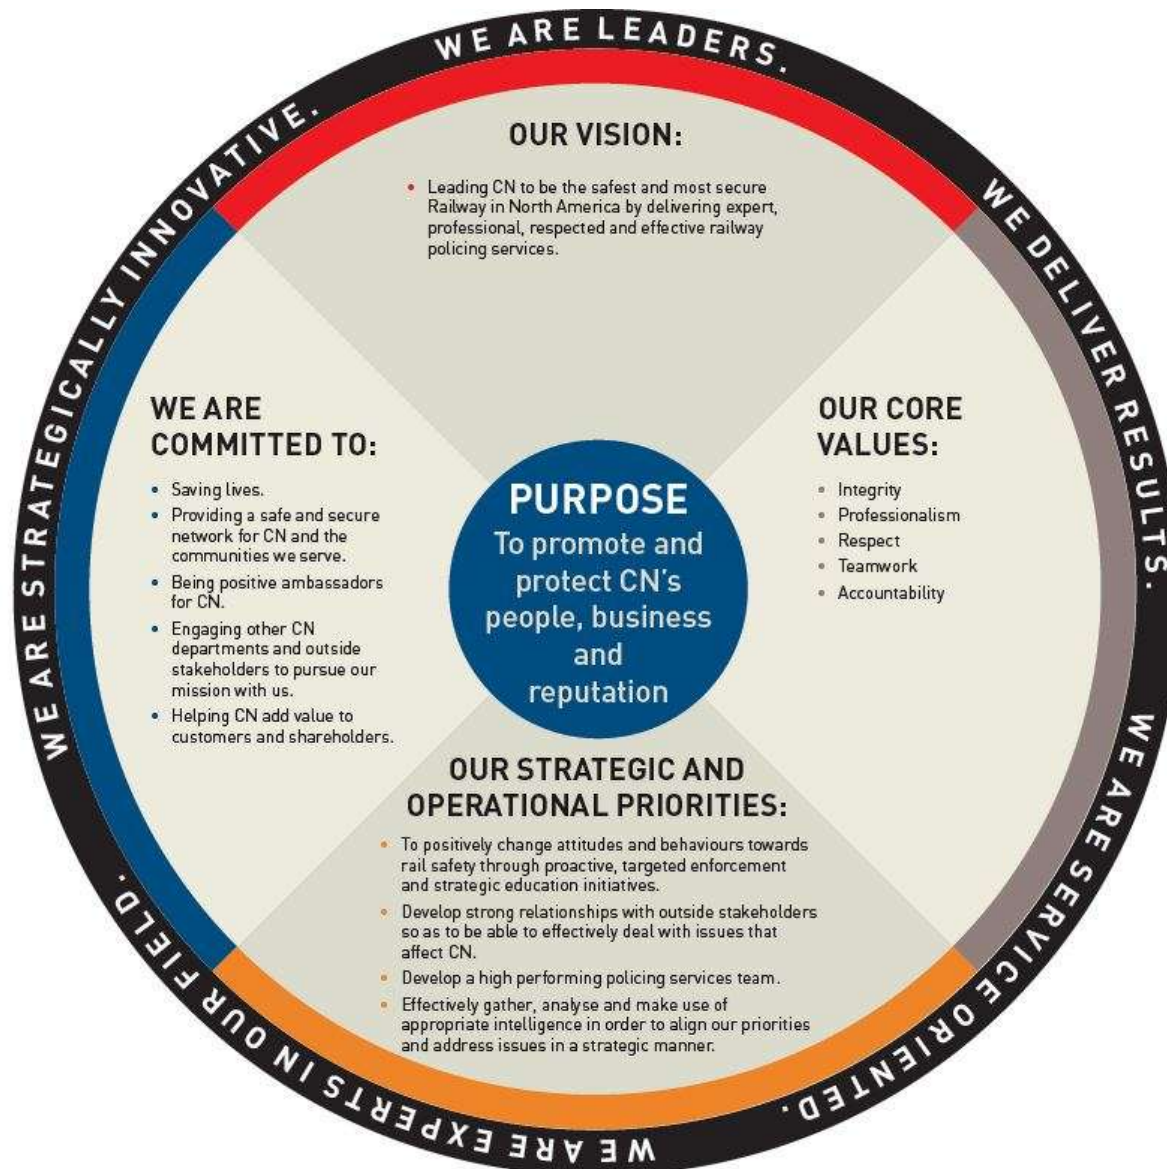 WE ARE LEADERS.
WE DELIVER RESULTS.
WE ARE SERVICE ORIENTED.
WE ARE EXPERTS IN OUR FIELD.
WE ARE STRATEGICALLY INNOVATIVE.
OUR VISION:
• Leading CN to be the safest and most secure
Railway in North America by delivering expert,
professional, respected and effective railway
policing services.
WE ARE
COMMITTED TO:
• Saving lives.
• Providing a safe and secure
network for CN and the
communities we serve.
• Being positive ambassadors
for CN.
• Engaging other CN
departments and outside
stakeholders to pursue our
mission with us.
• Helping CN add value to
customers and shareholders.
PURPOSE
To promote and
protect CN's
people, business
and
reputation
OUR CORE
VALUES:
• Integrity
• Professionalism
• Respect
• Teamwork
• Accountability
OUR STRATEGIC AND
OPERATIONAL PRIORITIES:
• To positively change attitudes and behaviours towards
rail safety through proactive, targeted enforcement
and strategic education initiatives.
• Develop strong relationships with outside stakeholders
so as to be able to effectively deal with issues that
affect CN.
• Develop a high performing policing services team.
• Effectively gather, analyse and make use of
appropriate intelligence in order to align our priorities
and address issues in a strategic manner.